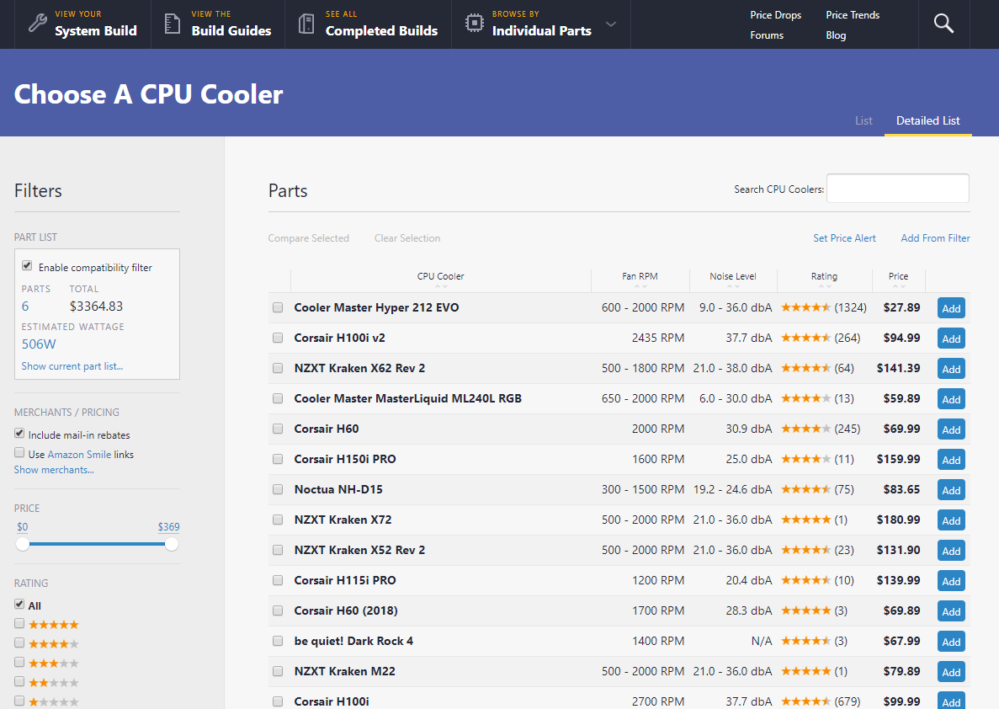 VIEW YOUR
System Build
VIEW THE
Build Guides
SEE ALL
Completed Builds
BROWSE BY
Individual Parts
Price Drops
Price Trends
Forums
Blog
Choose A CPU Cooler
List
Detailed List
Filters
PART LIST
Enable compatibility filter
PARTS TOTAL
6 $3364.83
ESTIMATED WATTAGE
506W
Show current part list...
MERCHANTS / PRICING
Include mail-in rebates
Use Amazon Smile links
Show merchants...
PRICE
$0 $369
RATING
All
Parts
Search CPU Coolers:
Compare Selected Clear Selection Set Price Alert Add From Filter
CPU Cooler Fan RPM Noise Level Rating Price
Cooler Master Hyper 212 EVO 600 - 2000 RPM 9.0 - 36.0 dbA (1324) $27.89 Add
Corsair H100i v2 2435 RPM 37.7 dbA (264) $94.99 Add
NZXT Kraken X62 Rev 2 500 - 1800 RPM 21.0 - 38.0 dbA (64) $141.39 Add
Cooler Master MasterLiquid ML240L RGB 650 - 2000 RPM 6.0 - 30.0 dbA (13) $59.89 Add
Corsair H60 2000 RPM 30.9 dbA (245) $69.99 Add
Corsair H150i PRO 1600 RPM 25.0 dbA (11) $159.99 Add
Noctua NH-D15 300 - 1500 RPM 19.2 - 24.6 dbA (75) $83.65 Add
NZXT Kraken X72 500 - 2000 RPM 21.0 - 36.0 dbA (1) $180.99 Add
NZXT Kraken X52 Rev 2 500 - 2000 RPM 21.0 - 36.0 dbA (23) $131.90 Add
Corsair H115i PRO 1200 RPM 20.4 dbA (10) $139.99 Add
Corsair H60 (2018) 1700 RPM 28.3 dbA (3) $69.89 Add
be quiet! Dark Rock 4 1400 RPM N/A (3) $67.99 Add
NZXT Kraken M22 500 - 2000 RPM 21.0 - 36.0 dbA (1) $79.89 Add
Corsair H100i 2700 RPM 37.7 dbA (679) $99.99 Add